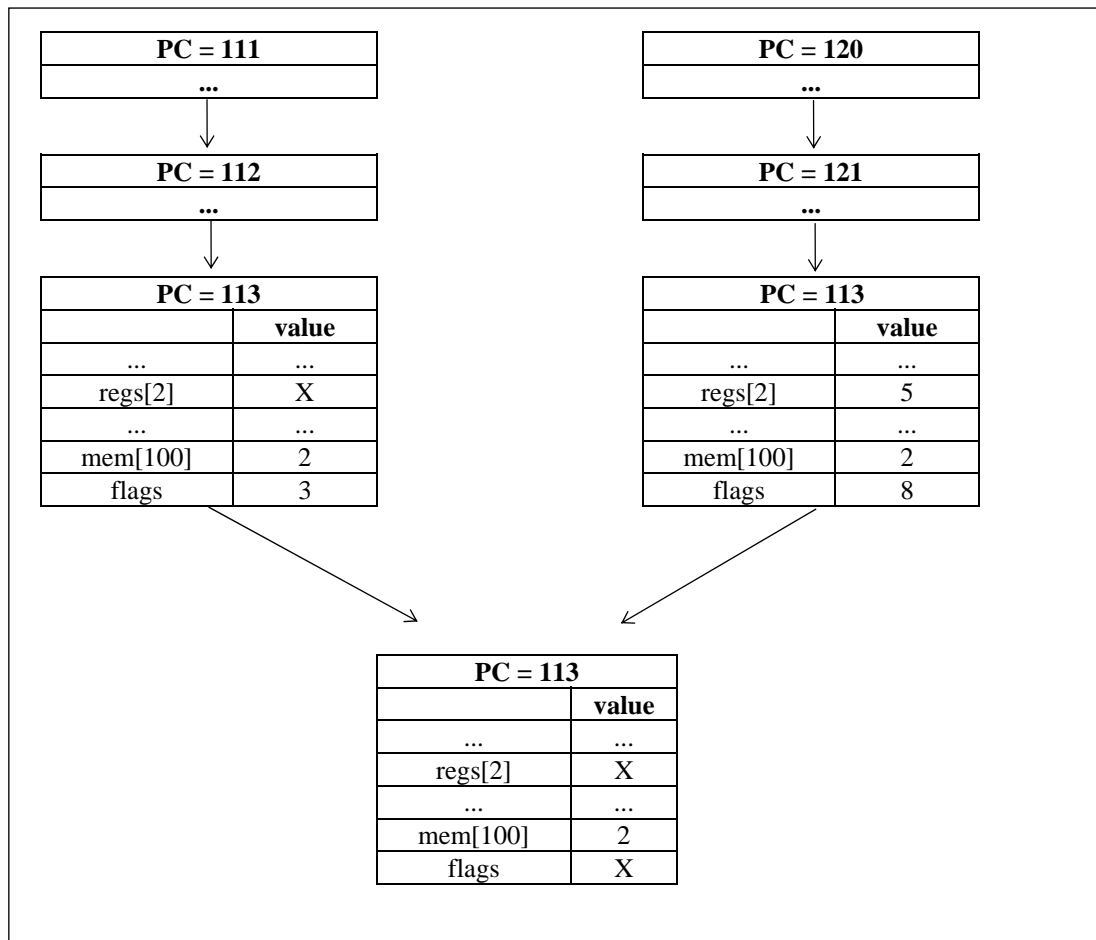 PC = 111
...
PC = 112
...
PC = 113
value
... ...
regs[2] X
... ...
mem[100] 2
flags 3
PC = 120
...
PC = 121
...
PC = 113
value
... ...
regs[2] 5
... ...
mem[100] 2
flags 8
PC = 113
value
... ...
regs[2] X
... ...
mem[100] 2
flags X